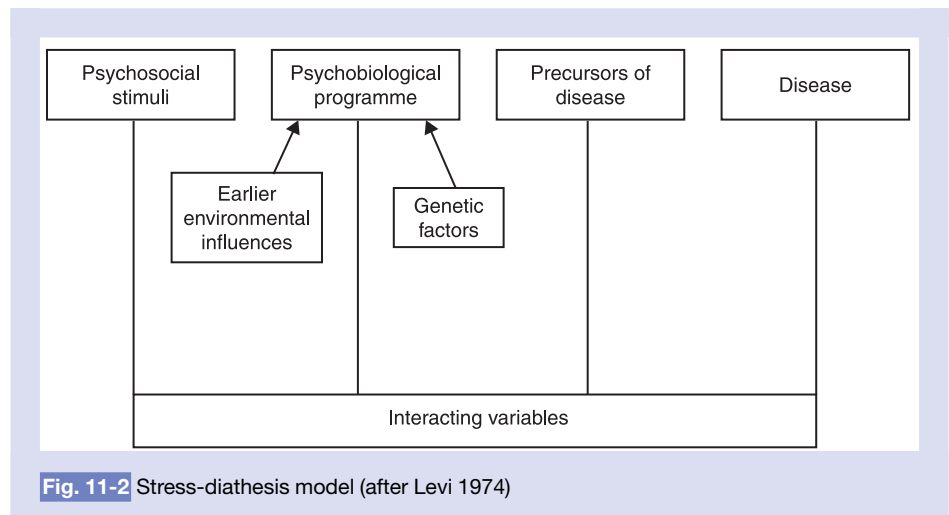 Psychosocial
stimuli
Psychobiological
programme
Precursors of
disease
Disease
Earlier
environmental
influences
Genetic
factors
Interacting variables
Fig. 11-2 Stress-diathesis model (after Levi 1974)